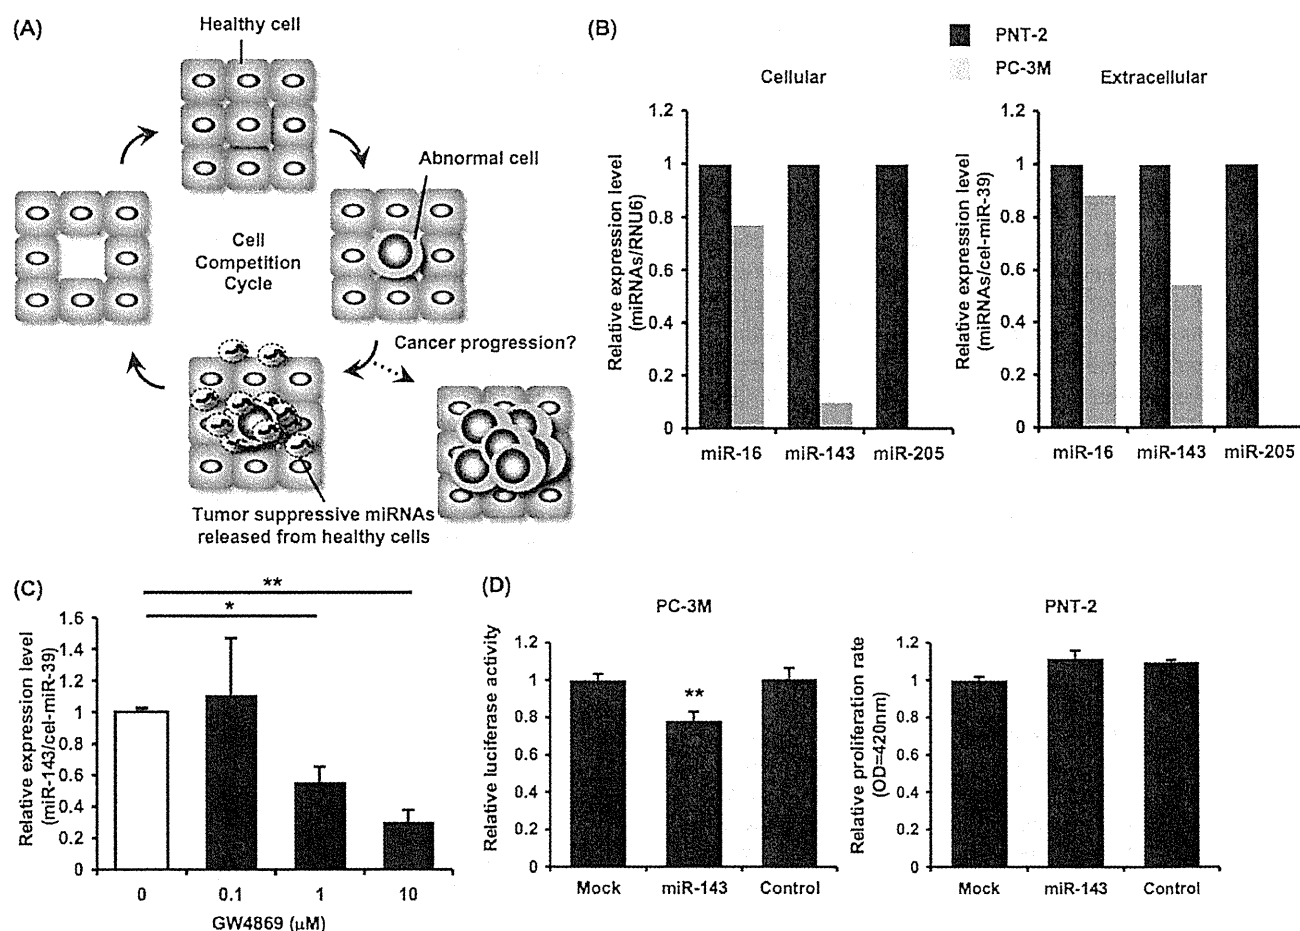 (A)
Healthy cell
Abnormal cell
Cell
Competition
Cycle
Cancer progression?
Tumor suppressive miRNAs
released from healthy cells
(B)
PNT-2
PC-3M
Cellular
Relative expression level
(miRNAs/RNU6)
1.2
1
0.8
0.6
0.4
0.2
0
miR-16 miR-143 miR-205
Extracellular
Relative expression level
(miRNAs/cel-miR-39)
1.2
1
0.8
0.6
0.4
0.2
0
miR-16 miR-143 miR-205
(C)
Relative expression level
(miR-143/cel-miR-39)
**
*
1.6
1.4
1.2
1
0.8
0.6
0.4
0.2
0
0 0.1 1 10
GW4869 (μM)
(D)
PC-3M
Relative luciferase activity
1.2
1
0.8
0.6
0.4
0.2
0
**
Mock miR-143 Control
PNT-2
Relative proliferation rate
(OD=420nm)
1.2
1
0.8
0.6
0.4
0.2
0
Mock miR-143 Control